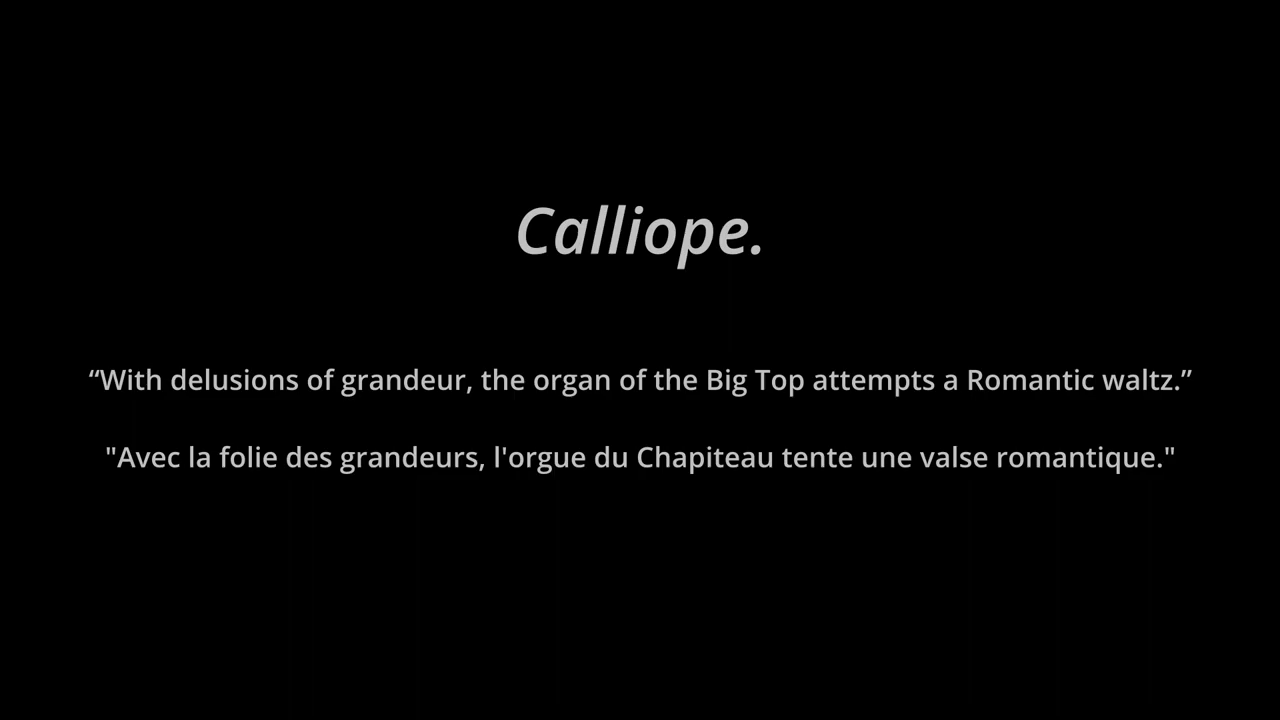 Calliope.
“With delusions of grandeur, the organ of the Big Top attempts a Romantic waltz.”
"Avec la folie des grandeurs, l'orgue du Chapiteau tente une valse romantique."